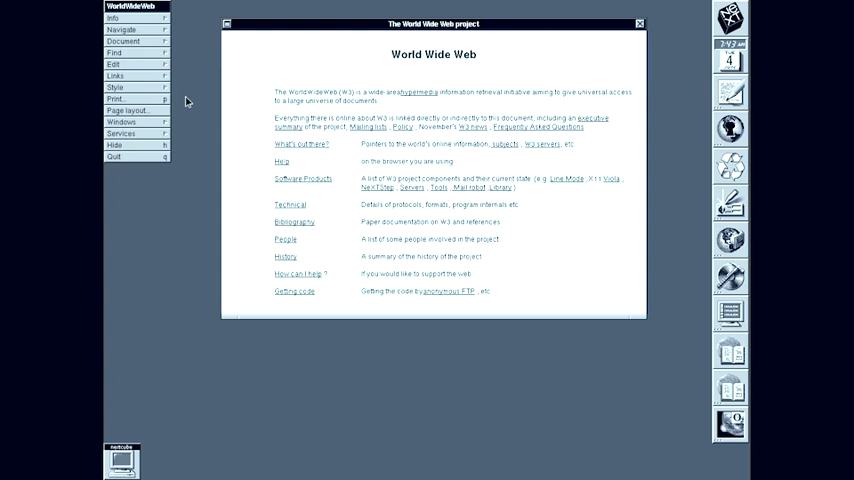 WorldWideWeb
Info r
Navigate r
Document r
Find r
Edit r
Links r
Style r
Print... p
Page layout...
Windows r
Services r
Hide h
Quit q
The World Wide Web project
World Wide Web
The WorldWideWeb (W3) is a wide-area hypermedia information retrieval initiative aiming to give universal access
to a large universe of documents.
Everything there is online about W3 is linked directly or indirectly to this document, including an executive
summary of the project, Mailing lists , Policy , November's W3 news , Frequently Asked Questions
What's out there? Pointers to the world's online information, subjects , W3 servers, etc
Help on the browser you are using
Software Products A list of W3 project components and their current state (e.g. Line Mode , X11 Viola ,
NeXTStep , Servers , Tools , Mail robot , Library )
Technical Details of protocols, formats, program internals etc
Bibliography Paper documentation on W3 and references
People A list of some people involved in the project
History A summary of the history of the project
How can I help ? If you would like to support the web
Getting code Getting the code by anonymous FTP , etc
NeXT
7:43 AM
TUE
4
nextcube